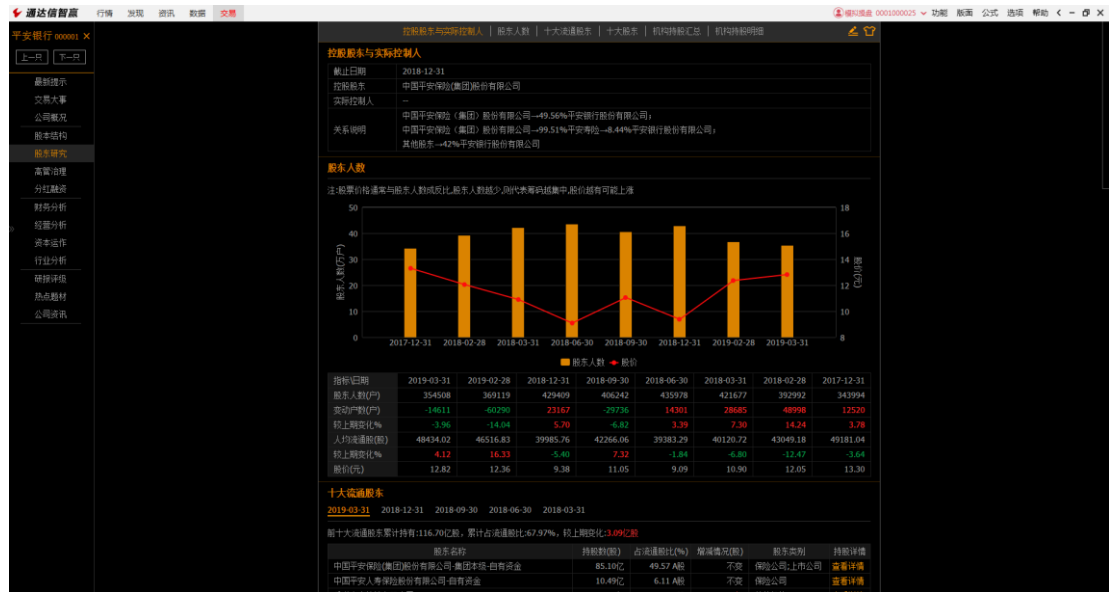 通达信智赢 行情 发现 资讯 数据 交易 模拟操盘 0001000025 功能 版面 公式 选项 帮助
平安银行 000001
上一只 下一只
最新提示
交易大事
公司概况
股本结构
股东研究
高管治理
分红融资
财务分析
经营分析
资本运作
行业分析
研报评级
热点题材
公司资讯
控股股东与实际控制人 | 股东人数 | 十大流通股东 | 十大股东 | 机构持股汇总 | 机构持股明细
控股股东与实际控制人
截止日期 2018-12-31
控股股东 中国平安保险(集团)股份有限公司
实际控制人 --
关系说明 中国平安保险（集团）股份有限公司→49.56%平安银行股份有限公司;
中国平安保险（集团）股份有限公司→99.51%平安寿险→8.44%平安银行股份有限公司;
其他股东→42%平安银行股份有限公司
股东人数
注:股票价格通常与股东人数成反比,股东人数越少,则代表筹码越集中,股价越有可能上涨
50 18
40 16
30 14
20 12
10 10
0 8
股东人数(万户)
股价(元)
2017-12-31 2018-02-28 2018-03-31 2018-06-30 2018-09-30 2018-12-31 2019-02-28 2019-03-31
股东人数 股价
指标\日期 2019-03-31 2019-02-28 2018-12-31 2018-09-30 2018-06-30 2018-03-31 2018-02-28 2017-12-31
股东人数(户) 354508 369119 429409 406242 435978 421677 392992 343994
变动户数(户) -14611 -60290 23167 -29736 14301 28685 48998 12520
较上期变化% -3.96 -14.04 5.70 -6.82 3.39 7.30 14.24 3.78
人均流通股(股) 48434.02 46516.83 39985.76 42266.06 39383.29 40120.72 43049.18 49181.04
较上期变化% 4.12 16.33 -5.40 7.32 -1.84 -6.80 -12.47 -3.64
股价(元) 12.82 12.36 9.38 11.05 9.09 10.90 12.05 13.30
十大流通股东
2019-03-31 2018-12-31 2018-09-30 2018-06-30 2018-03-31
前十大流通股东累计持有:116.70亿股，累计占流通股比:67.97%，较上期变化:3.09亿股
股东名称 持股数(股) 占流通股比(%) 增减情况(股) 股东类别 持股详情
中国平安保险(集团)股份有限公司-集团本级-自有资金 85.10亿 49.57 A股 不变 保险公司;上市公司 查看详情
中国平安人寿保险股份有限公司-自有资金 10.49亿 6.11 A股 不变 保险公司 查看详情